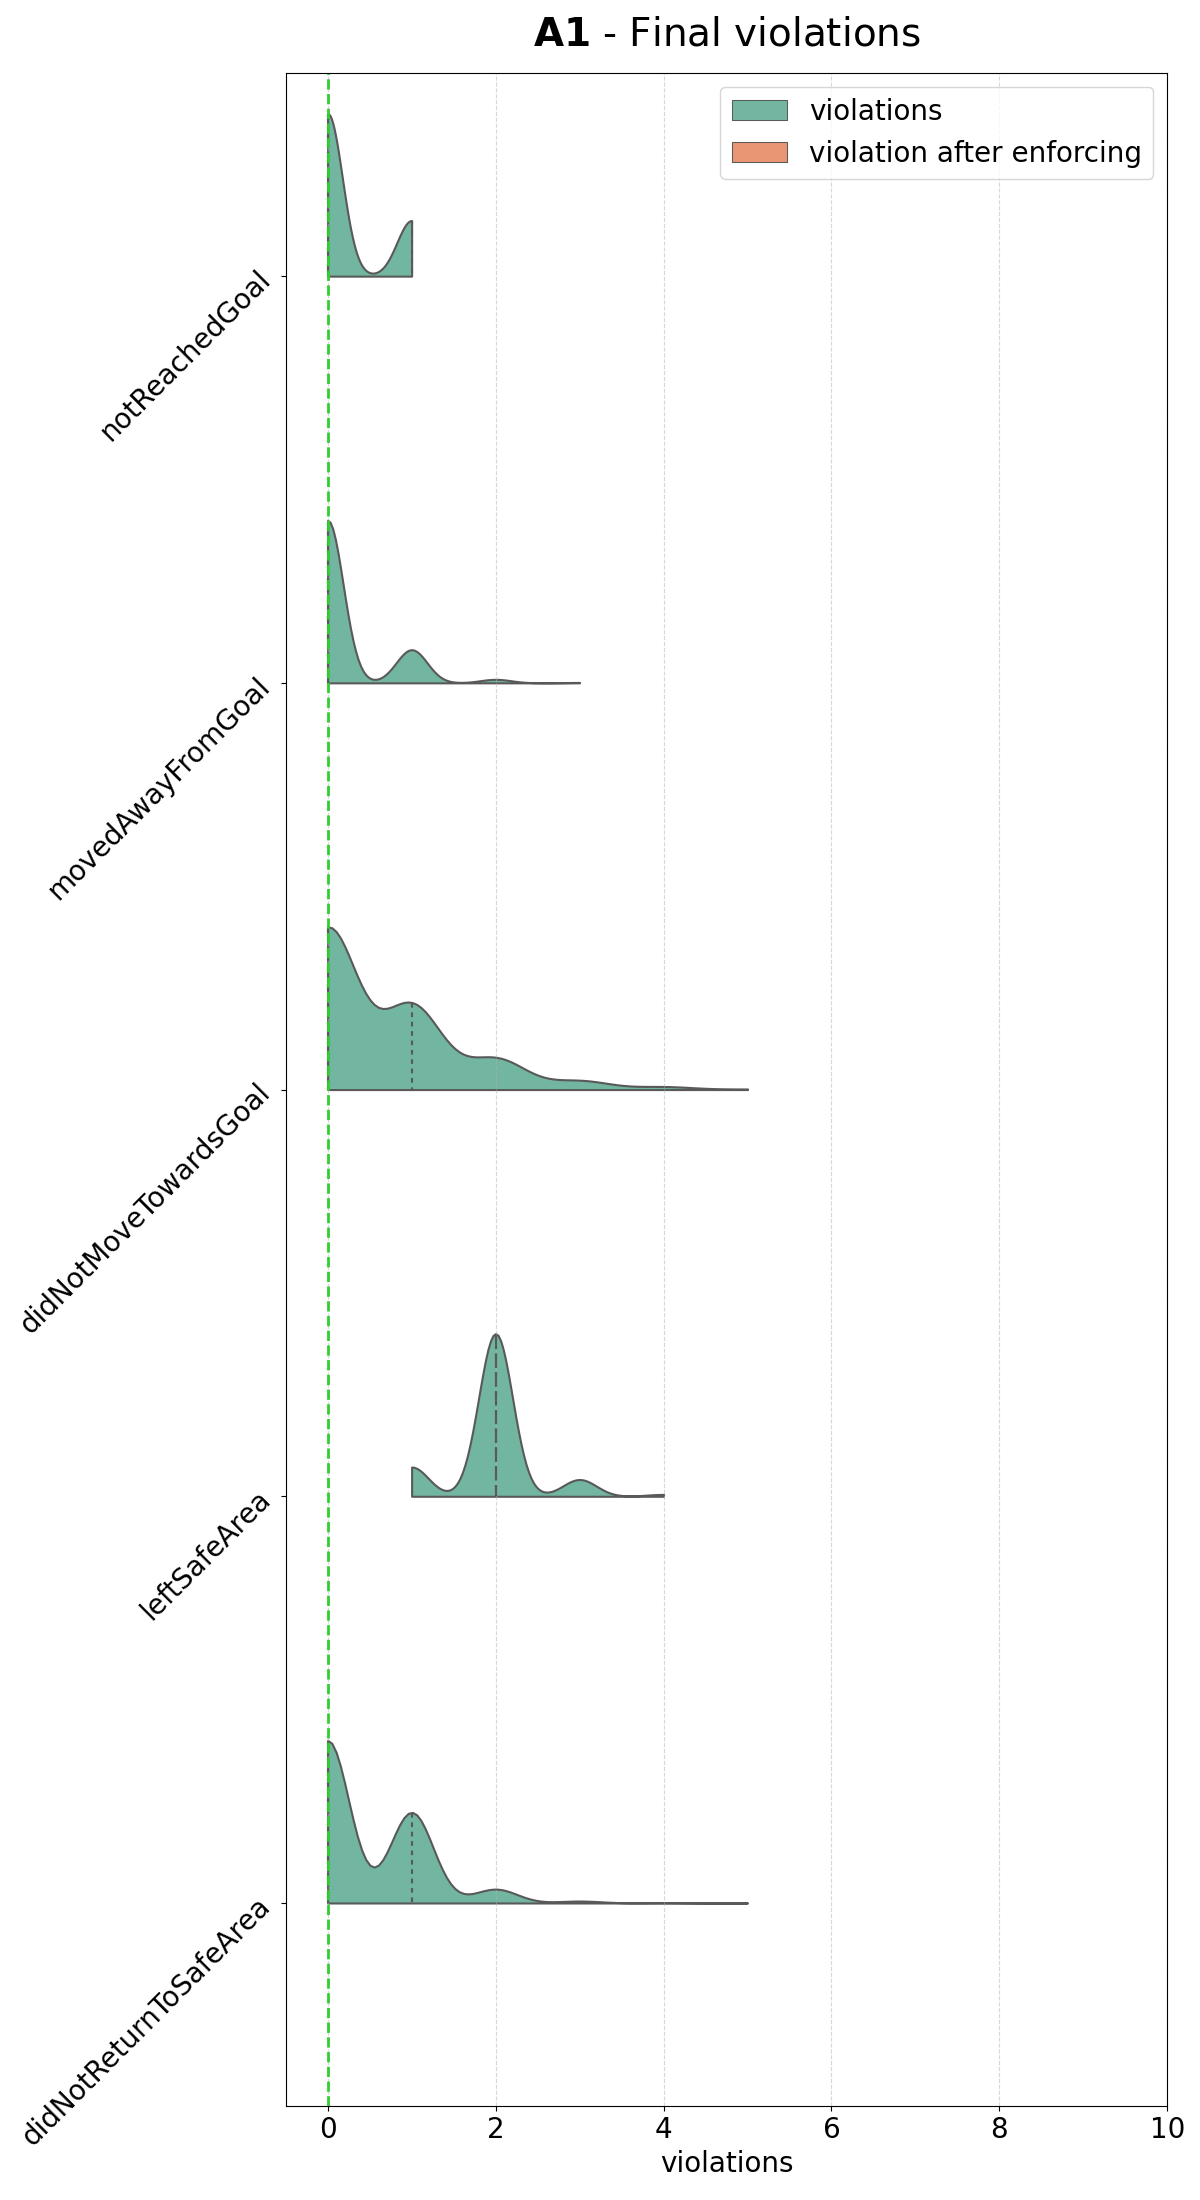 A1 - Final violations
violations
violation after enforcing
notReachedGoal
movedAwayFromGoal
didNotMoveTowardsGoal
leftSafeArea
didNotReturnToSafeArea
0 2 4 6 8 10
violations